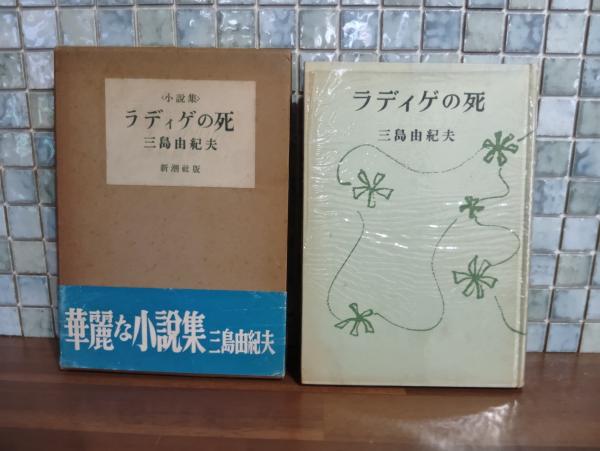 〈小說集〉
ラディゲの死
三島由紀夫
新潮社版
華麗な小說集 三島由紀夫
ラディゲの死
三島由紀夫